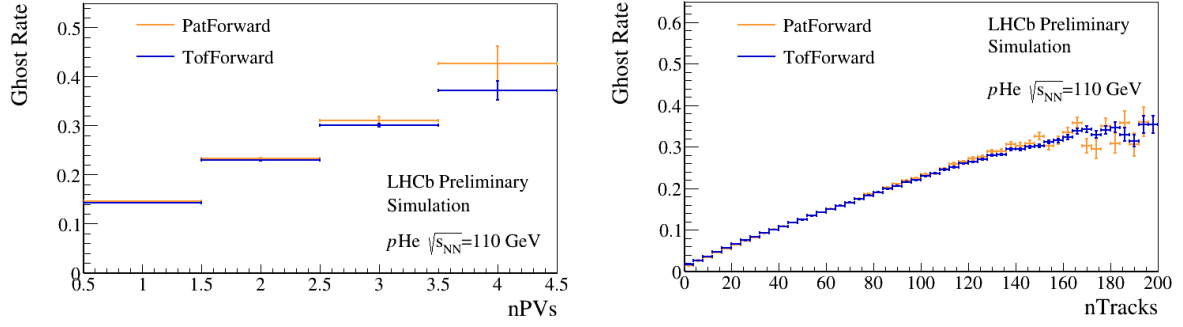 Ghost Rate
0.5
0.4
0.3
0.2
0.1
0
PatForward
TofForward
LHCb Preliminary
Simulation
pHe √sNN=110 GeV
0.5 1 1.5 2 2.5 3 3.5 4 4.5
nPVs
Ghost Rate
0.6
0.5
0.4
0.3
0.2
0.1
0
PatForward
TofForward
LHCb Preliminary
Simulation
pHe √sNN=110 GeV
0 20 40 60 80 100 120 140 160 180 200
nTracks